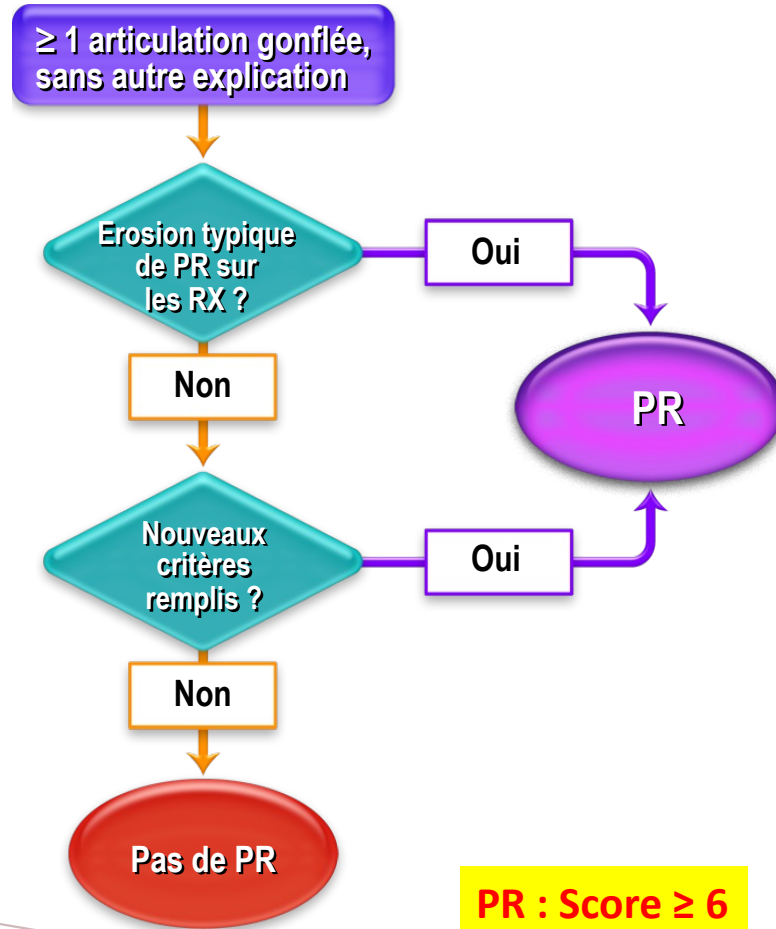 ≥ 1 articulation gonflée,
sans autre explication
Erosion typique
de PR sur
les RX ?
Oui
Non
PR
Nouveaux
critères
remplis ?
Oui
Non
Pas de PR
PR : Score ≥ 6